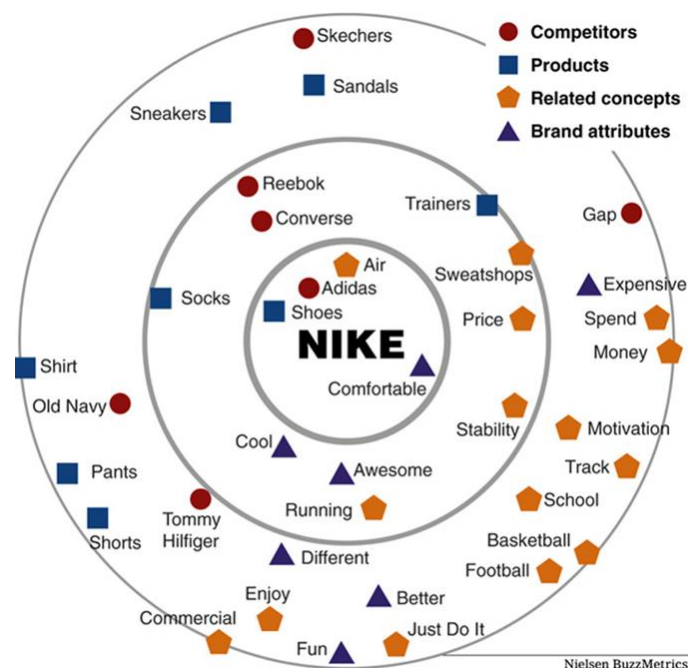 Skechers
Competitors
Products
Sandals
Related concepts
Sneakers
Brand attributes
Reebok
Trainers
Gap
Converse
Air
Sweatshops
Adidas
Expensive
Socks
Shoes
Price
Spend
NIKE
Money
Shirt
Comfortable
Old Navy
Stability
Motivation
Cool
Track
Pants
Awesome
School
Running
Tommy
Hilfiger
Shorts
Basketball
Different
Football
Enjoy
Better
Commercial
Just Do It
Fun
Nielsen BuzzMetrics